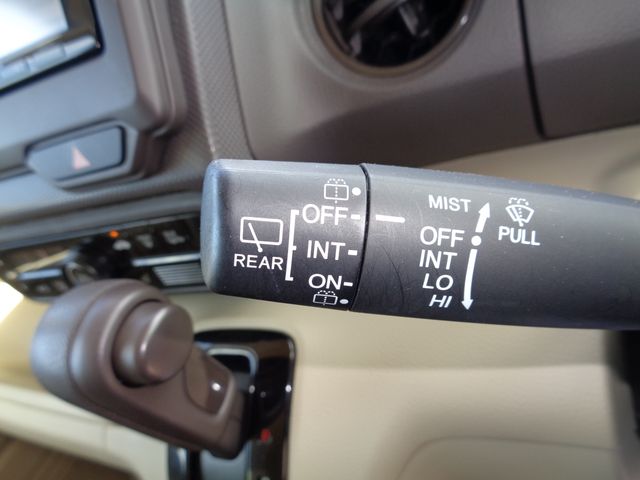 REAR
OFF
INT
ON
MIST
OFF
INT
LO
HI
PULL